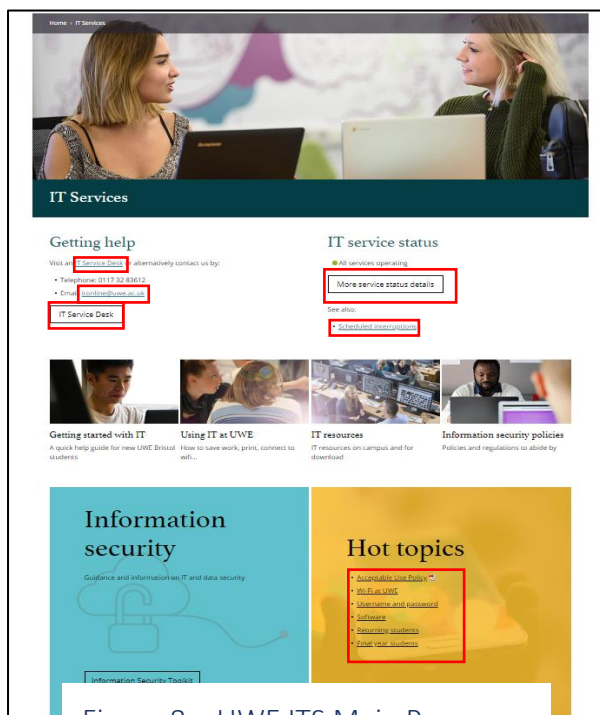 Home › IT Services
IT Services
Getting help
Visit an IT Service Desk or alternatively contact us by:
• Telephone: 0117 32 83612
• Email: itonline@uwe.ac.uk
IT Service Desk
IT service status
All services operating
More service status details
See also:
• Scheduled interruptions
Getting started with IT
A quick help guide for new UWE Bristol
students
Using IT at UWE
How to save work, print, connect to
wifi...
IT resources
IT resources on campus and for
download
Information security policies
Policies and regulations to abide by
Information
security
Guidance and information on IT and data security
Information Security Toolkit
Hot topics
• Acceptable Use Policy
• Wi-Fi at UWE
• Username and password
• Software
• Returning students
• Final year students